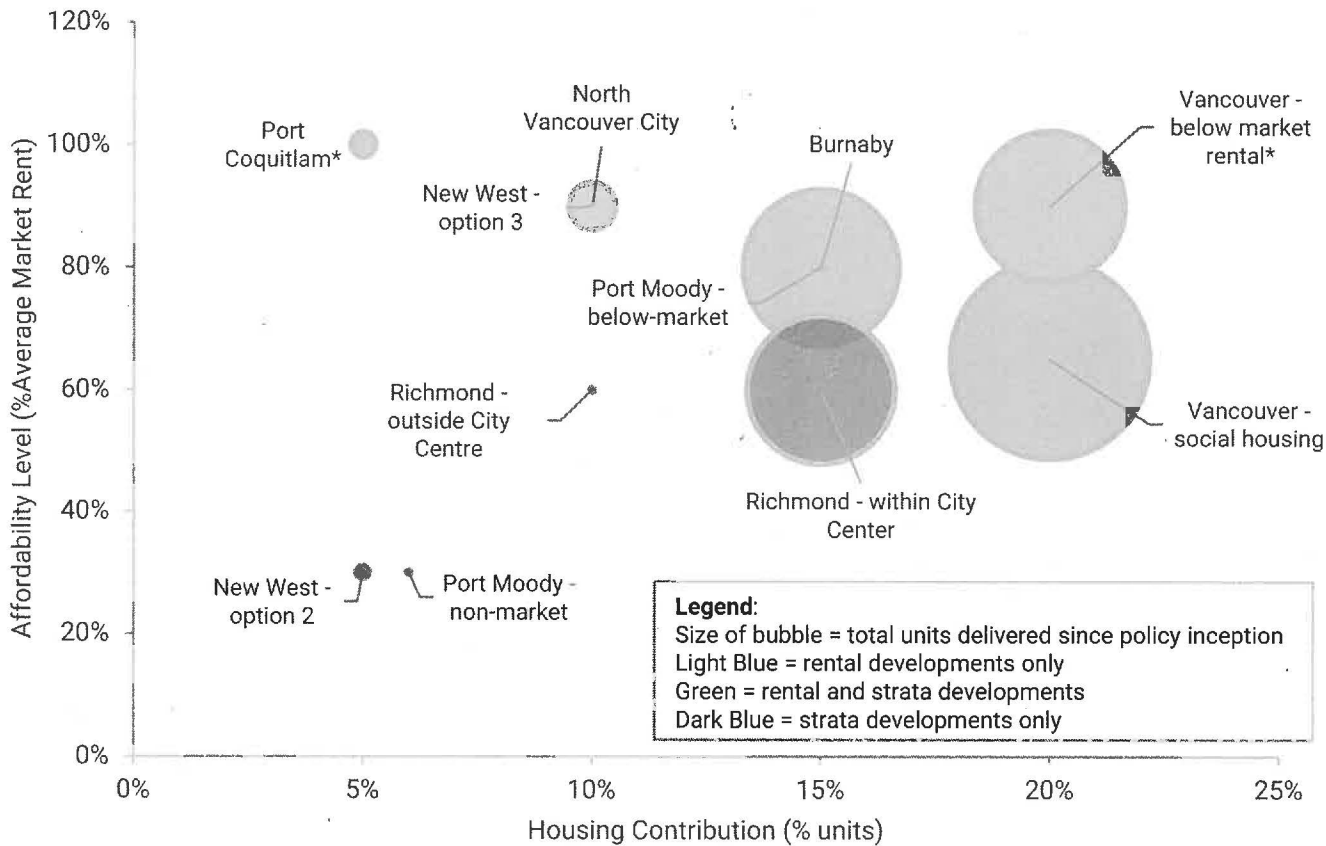 120%
100%
80%
60%
40%
20%
0%
Affordability Level (%Average Market Rent)
Port
Coquitlam*
North
Vancouver City
New West -
option 3
Burnaby
Vancouver -
below market
rental*
Port Moody -
below-market
Richmond -
outside City
Centre
Vancouver -
social housing
Richmond - within City
Center
New West -
option 2
Port Moody -
non-market
Legend:
Size of bubble = total units delivered since policy inception
Light Blue = rental developments only
Green = rental and strata developments
Dark Blue = strata developments only
0%
5%
10%
15%
20%
25%
Housing Contribution (% units)